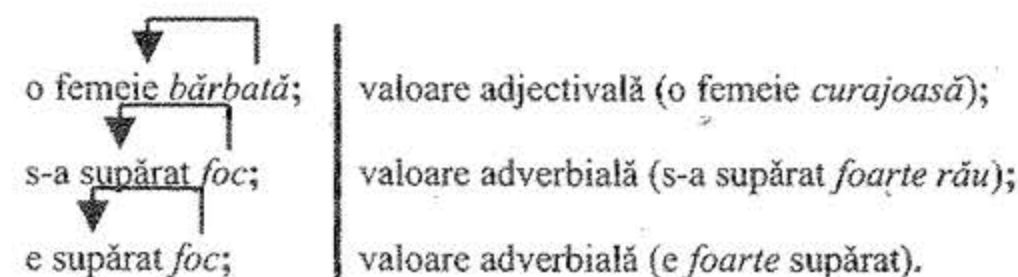 o femeie bărbată; valoare adjectivală (o femeie curajoasă);
s-a supărat foc; valoare adverbială (s-a supărat foarte rău);
e supărat foc; valoare adverbială (e foarte supărat).